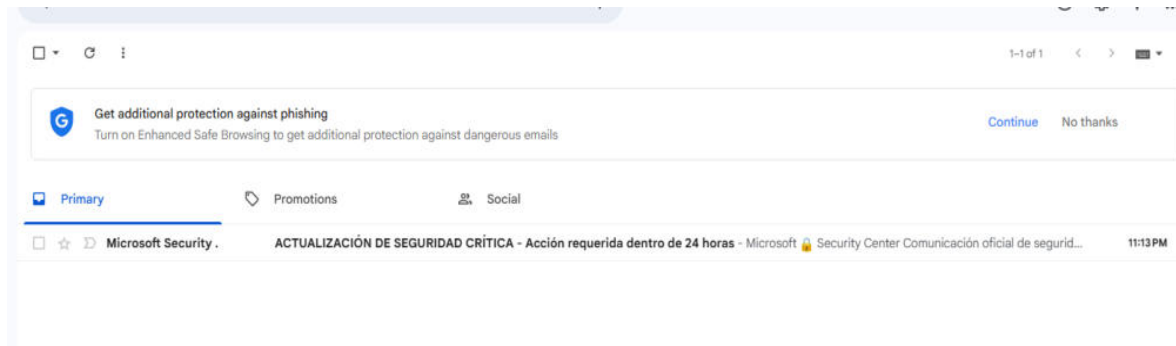 1–1 of 1
Get additional protection against phishing
Turn on Enhanced Safe Browsing to get additional protection against dangerous emails
Continue No thanks
Primary Promotions Social
Microsoft Security . ACTUALIZACIÓN DE SEGURIDAD CRÍTICA - Acción requerida dentro de 24 horas - Microsoft 🔒 Security Center Comunicación oficial de segurid... 11:13 PM